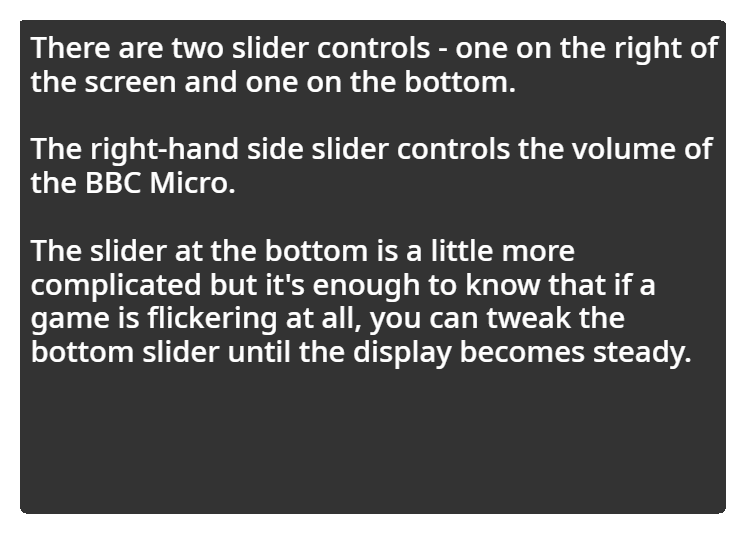 There are two slider controls - one on the right of
the screen and one on the bottom.
The right-hand side slider controls the volume of
the BBC Micro.
The slider at the bottom is a little more
complicated but it's enough to know that if a
game is flickering at all, you can tweak the
bottom slider until the display becomes steady.